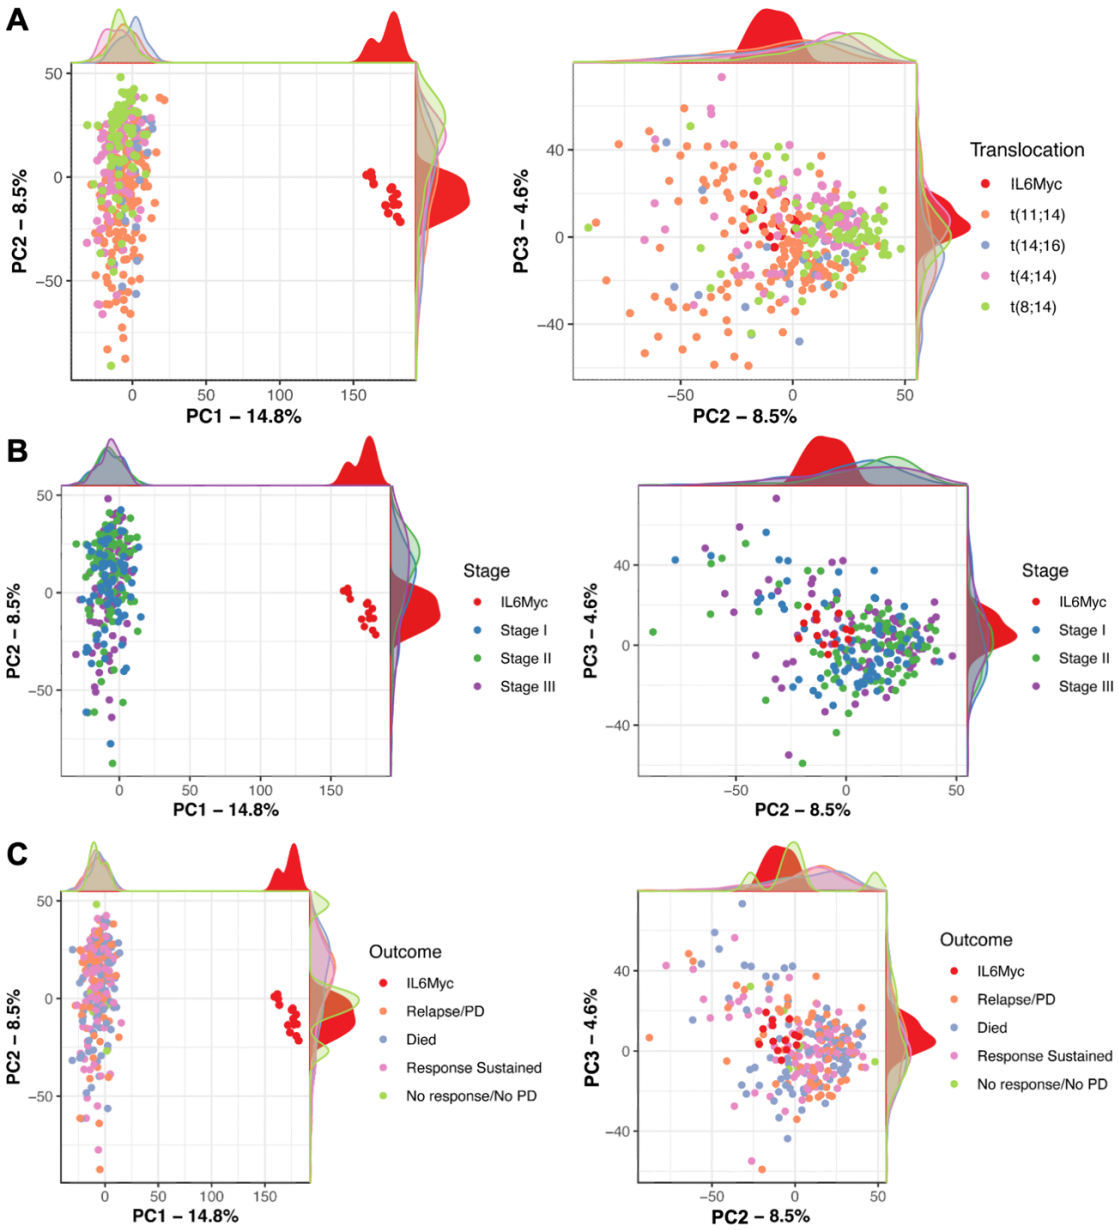 A
50
0
−50
PC2 – 8.5%
0
50
100
150
PC1 – 14.8%
40
0
−40
PC3 – 4.6%
−50
0
50
PC2 – 8.5%
Translocation
IL6Myc
t(11;14)
t(14;16)
t(4;14)
t(8;14)
B
50
0
−50
PC2 – 8.5%
0
50
100
150
PC1 – 14.8%
Stage
IL6Myc
Stage I
Stage II
Stage III
40
0
−40
PC3 – 4.6%
−50
0
50
PC2 – 8.5%
Stage
IL6Myc
Stage I
Stage II
Stage III
C
50
0
−50
PC2 – 8.5%
0
50
100
150
PC1 – 14.8%
Outcome
IL6Myc
Relapse/PD
Died
Response Sustained
No response/No PD
40
0
−40
PC3 – 4.6%
−50
0
50
PC2 – 8.5%
Outcome
IL6Myc
Relapse/PD
Died
Response Sustained
No response/No PD